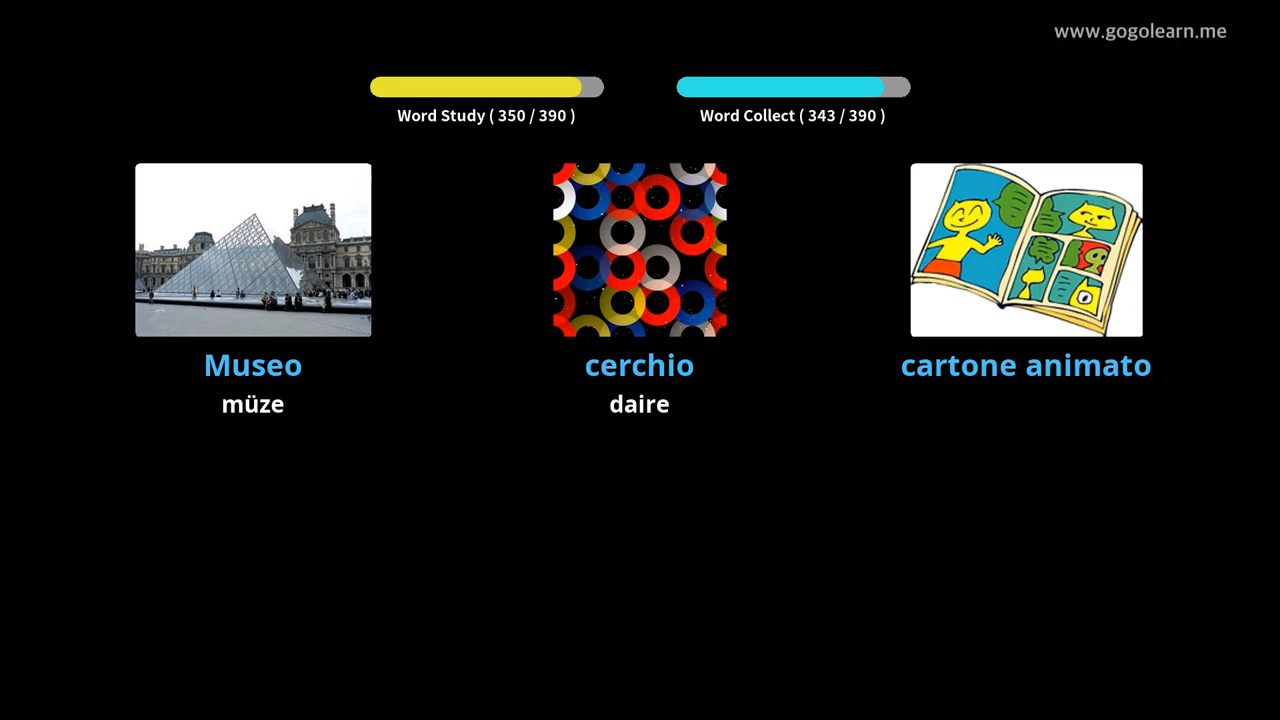 www.gogolearn.me
Word Study ( 350 / 390 )
Word Collect ( 343 / 390 )
Museo
cerchio
cartone animato
müze
daire